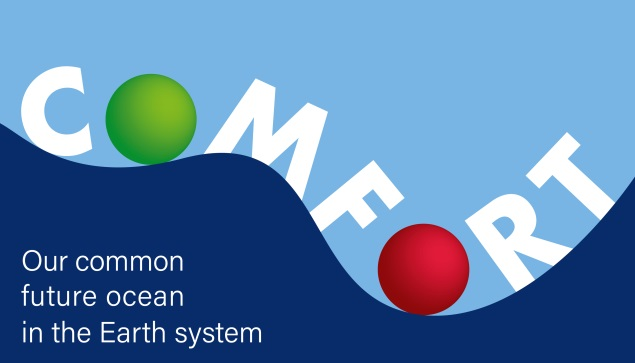 COMFORT
Our common
future ocean
in the Earth system